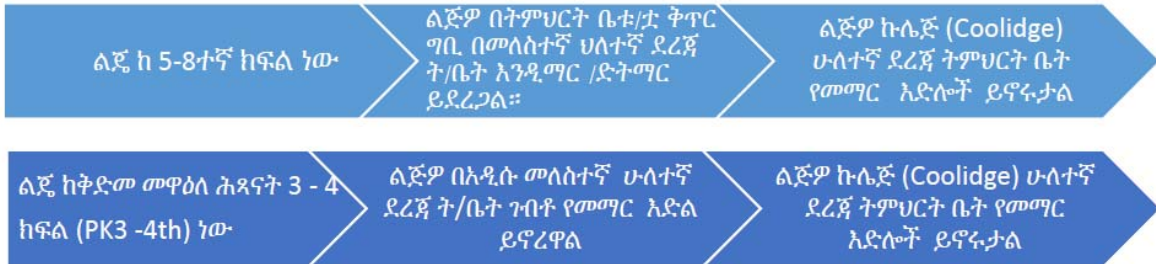 ልጄ ከ 5-8ተኛ ክፍል ነው
ልጅዎ በትምህርት ቤቱ/ቷ ቅጥር
ግቢ በመለስተኛ ህለተኛ ደረጃ
ት/ቤት እንዲማር /ድትማር
ይደረጋል።
ልጅዎ ኩሌጅ (Coolidge)
ሁለተኛ ደረጃ ትምህርት ቤት
የመማር እድሎች ይኖሩታል
ልጄ ከቅድመ መዋዕለ ሕጻናት 3 - 4
ክፍል (PK3 -4th) ነው
ልጅዎ በአዲሱ መለስተኛ ሁለተኛ
ደረጃ ት/ቤት ገብቶ የመማር እድል
ይኖረዋል
ልጅዎ ኩሌጅ (Coolidge) ሁለተኛ
ደረጃ ትምህርት ቤት የመማር
እድሎች ይኖሩታል